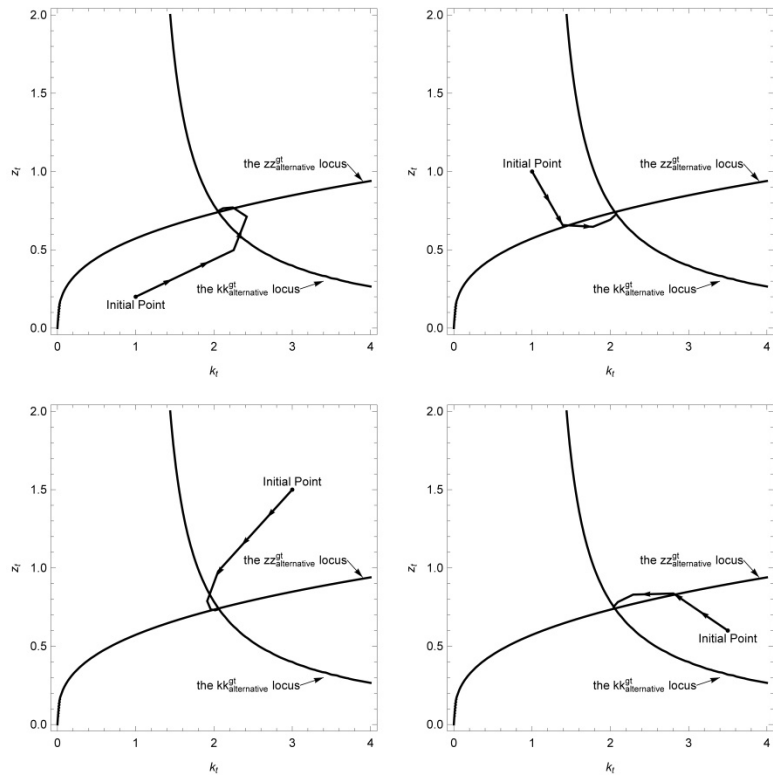 2.0
1.5
z_t
1.0
the zz^gt_alternative locus
0.5
the kk^gt_alternative locus
Initial Point
0.0
0 1 2 3 4
k_t
2.0
1.5
z_t
1.0
Initial Point
the zz^gt_alternative locus
0.5
the kk^gt_alternative locus
0.0
0 1 2 3 4
k_t
2.0
Initial Point
1.5
z_t
1.0
the zz^gt_alternative locus
0.5
the kk^gt_alternative locus
0.0
0 1 2 3 4
k_t
2.0
1.5
z_t
1.0
the zz^gt_alternative locus
Initial Point
0.5
the kk^gt_alternative locus
0.0
0 1 2 3 4
k_t